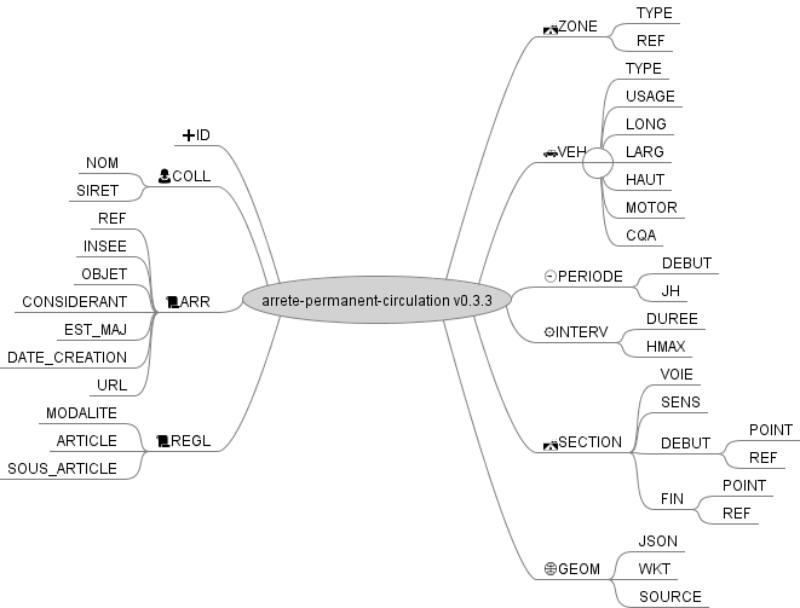 arrete-permanent-circulation v0.3.3
ID
COLL
NOM
SIRET
ARR
REF
INSEE
OBJET
CONSIDERANT
EST_MAJ
DATE_CREATION
URL
REGL
MODALITE
ARTICLE
SOUS_ARTICLE
ZONE
TYPE
REF
VEH
TYPE
USAGE
LONG
LARG
HAUT
MOTOR
CQA
PERIODE
DEBUT
JH
INTERV
DUREE
HMAX
SECTION
VOIE
SENS
DEBUT
POINT
REF
FIN
POINT
REF
GEOM
JSON
WKT
SOURCE